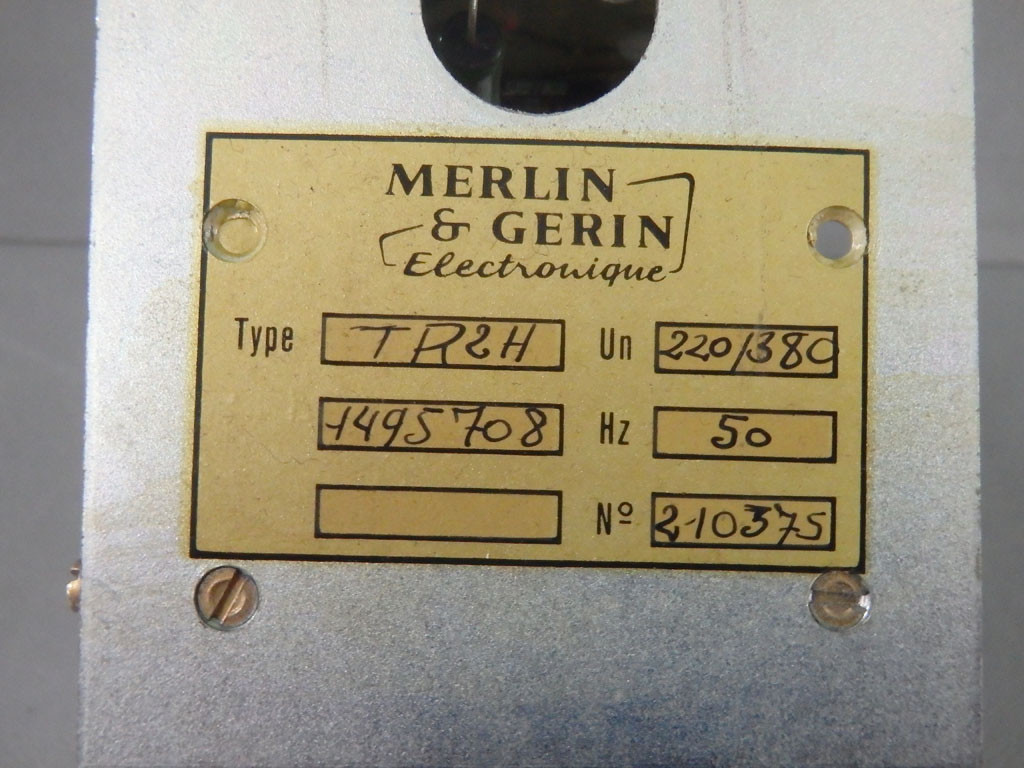 MERLIN
& GERIN
Electronique
Type TR2H Un 220/380
1495708 Hz 50
Nº 210375